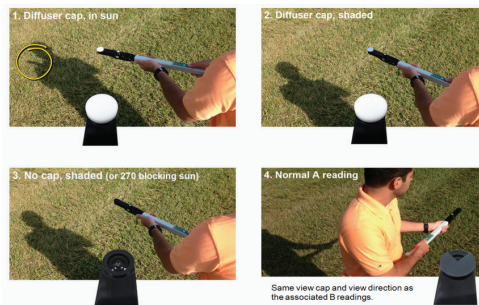 1. Diffuser cap, in sun
2. Diffuser cap, shaded
3. No cap, shaded (or 270 blocking sun)
4. Normal A reading
Same view cap and view direction as
the associated B readings.